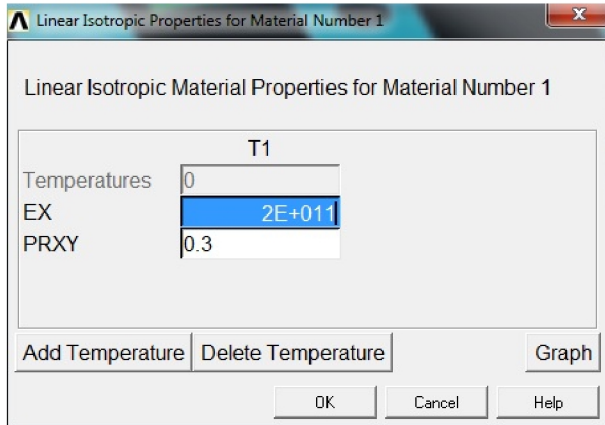 Linear Isotropic Properties for Material Number 1
Linear Isotropic Material Properties for Material Number 1
T1
Temperatures 0
EX 2E+011
PRXY 0.3
Add Temperature Delete Temperature Graph
OK Cancel Help